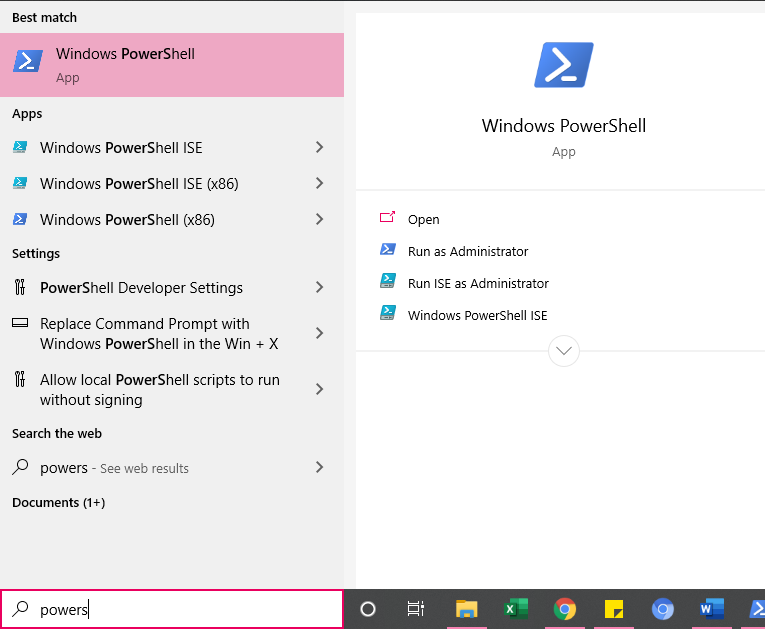 Best match
Windows PowerShell
App
Apps
Windows PowerShell ISE
Windows PowerShell ISE (x86)
Windows PowerShell (x86)
Settings
PowerShell Developer Settings
Replace Command Prompt with
Windows PowerShell in the Win + X
Allow local PowerShell scripts to run
without signing
Search the web
powers - See web results
Documents (1+)
powers
Windows PowerShell
App
Open
Run as Administrator
Run ISE as Administrator
Windows PowerShell ISE